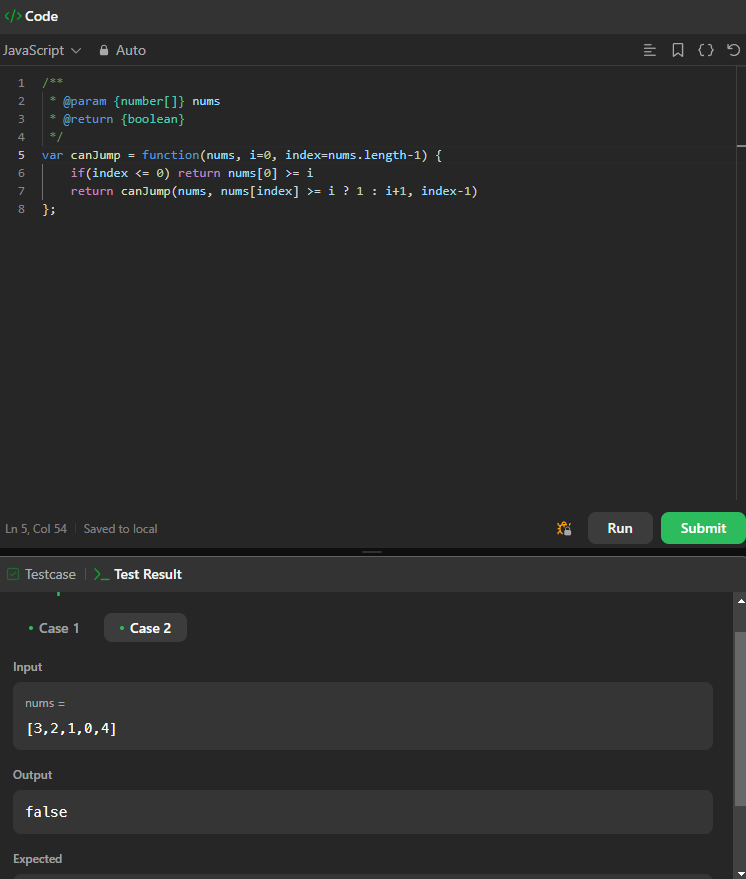 </> Code
JavaScript Auto
1 /**
2 * @param {number[]} nums
3 * @return {boolean}
4 */
5 var canJump = function(nums, i=0, index=nums.length-1) {
6 if(index <= 0) return nums[0] >= i
7 return canJump(nums, nums[index] >= i ? 1 : i+1, index-1)
8 };
Ln 5, Col 54 Saved to local
Run Submit
Testcase >_ Test Result
• Case 1 • Case 2
Input
nums =
[3,2,1,0,4]
Output
false
Expected